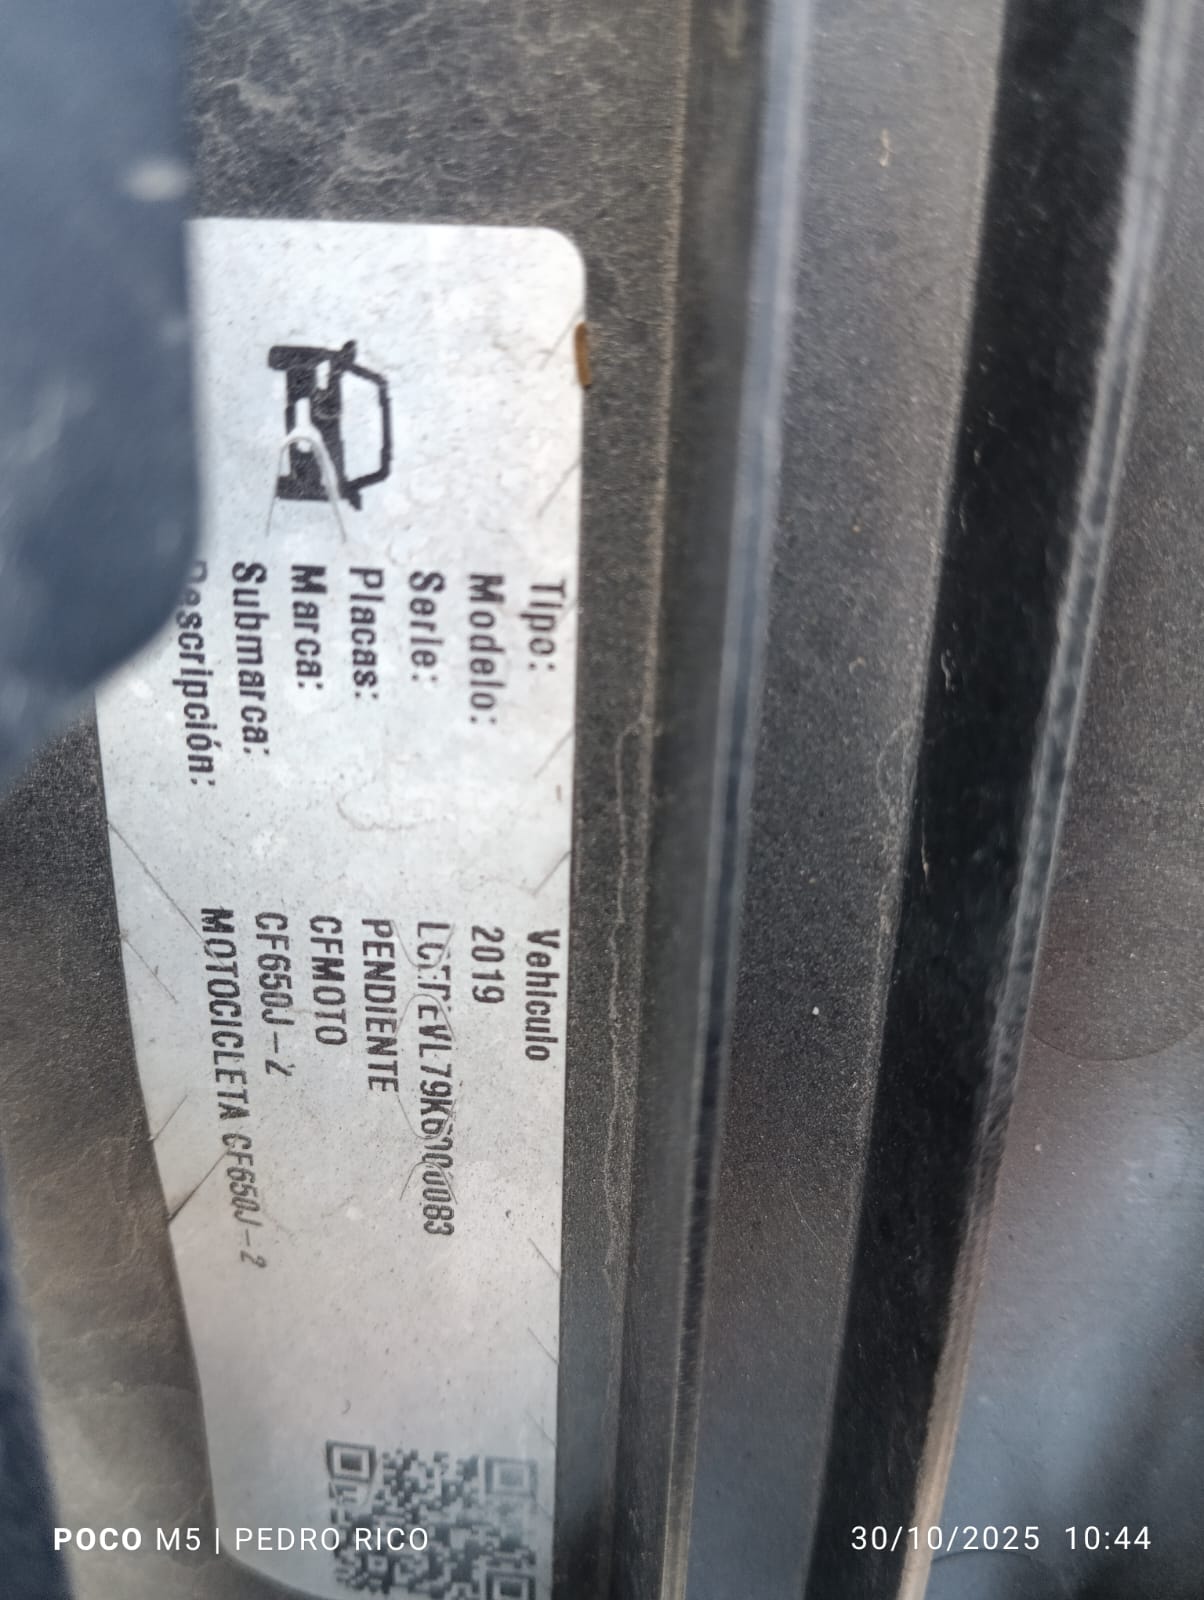 Tipo: Vehiculo
Modelo: 2019
Serie:
Placas: PENDIENTE
Marca: CFMOTO
Submarca: CF650J-2
Descripción: MOTOCICLETA CF650J-2
POCO M5 | PEDRO RICO
30/10/2025 10:44